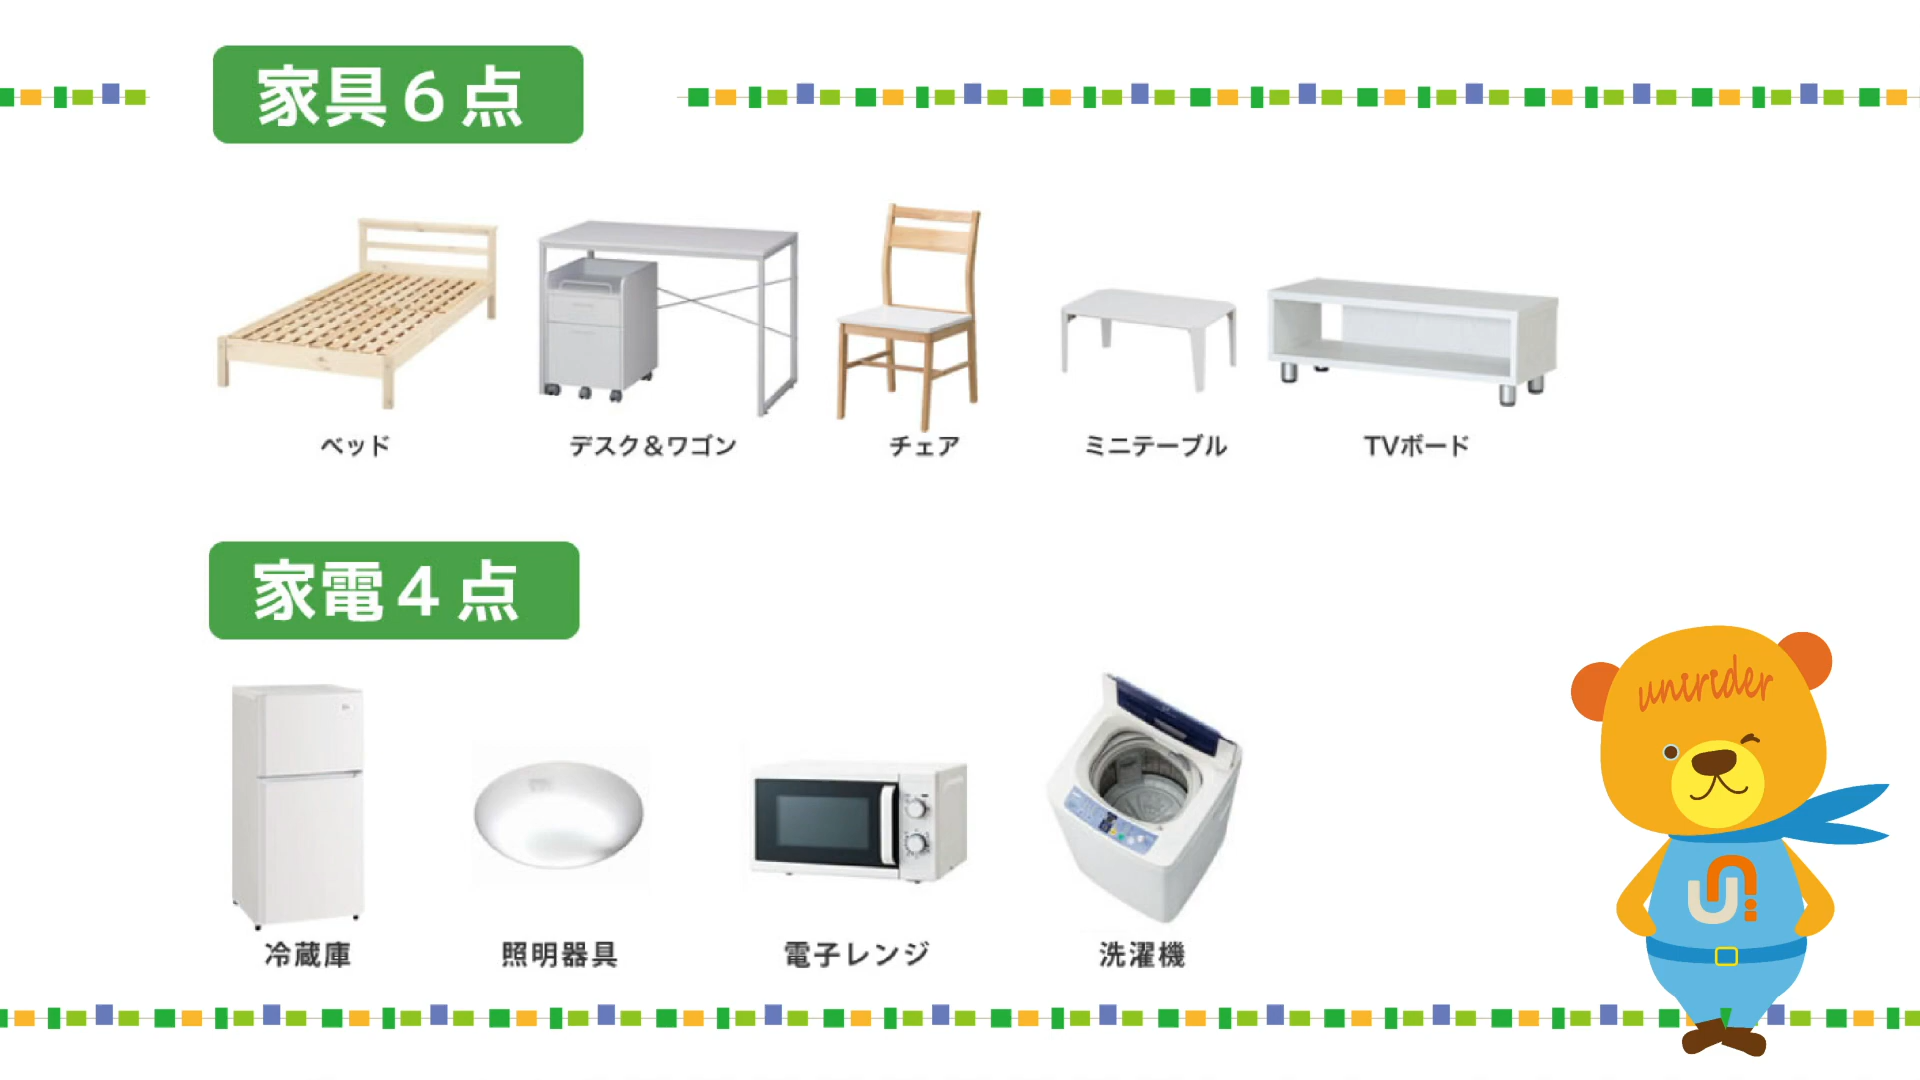 家具6点
ベッド
デスク&ワゴン
チェア
ミニテーブル
TVボード
家電4点
冷蔵庫
照明器具
電子レンジ
洗濯機
unirider